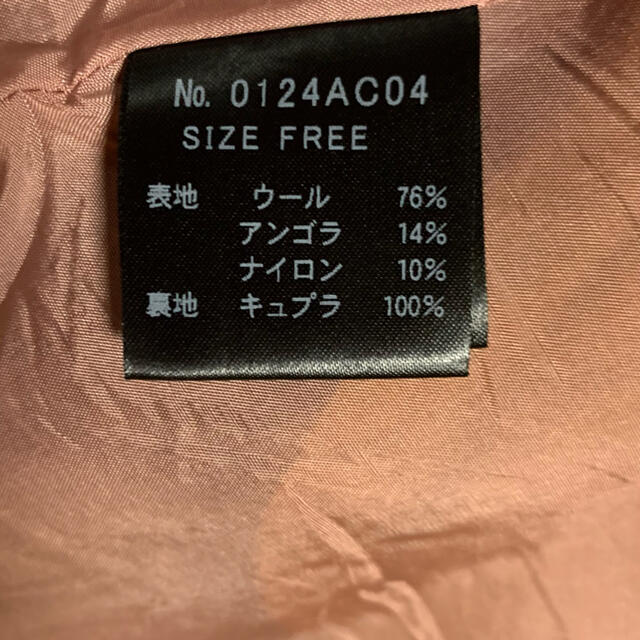 No. 0124AC04
SIZE FREE
表地 ウール 76%
アンゴラ 14%
ナイロン 10%
裏地 キュプラ 100%